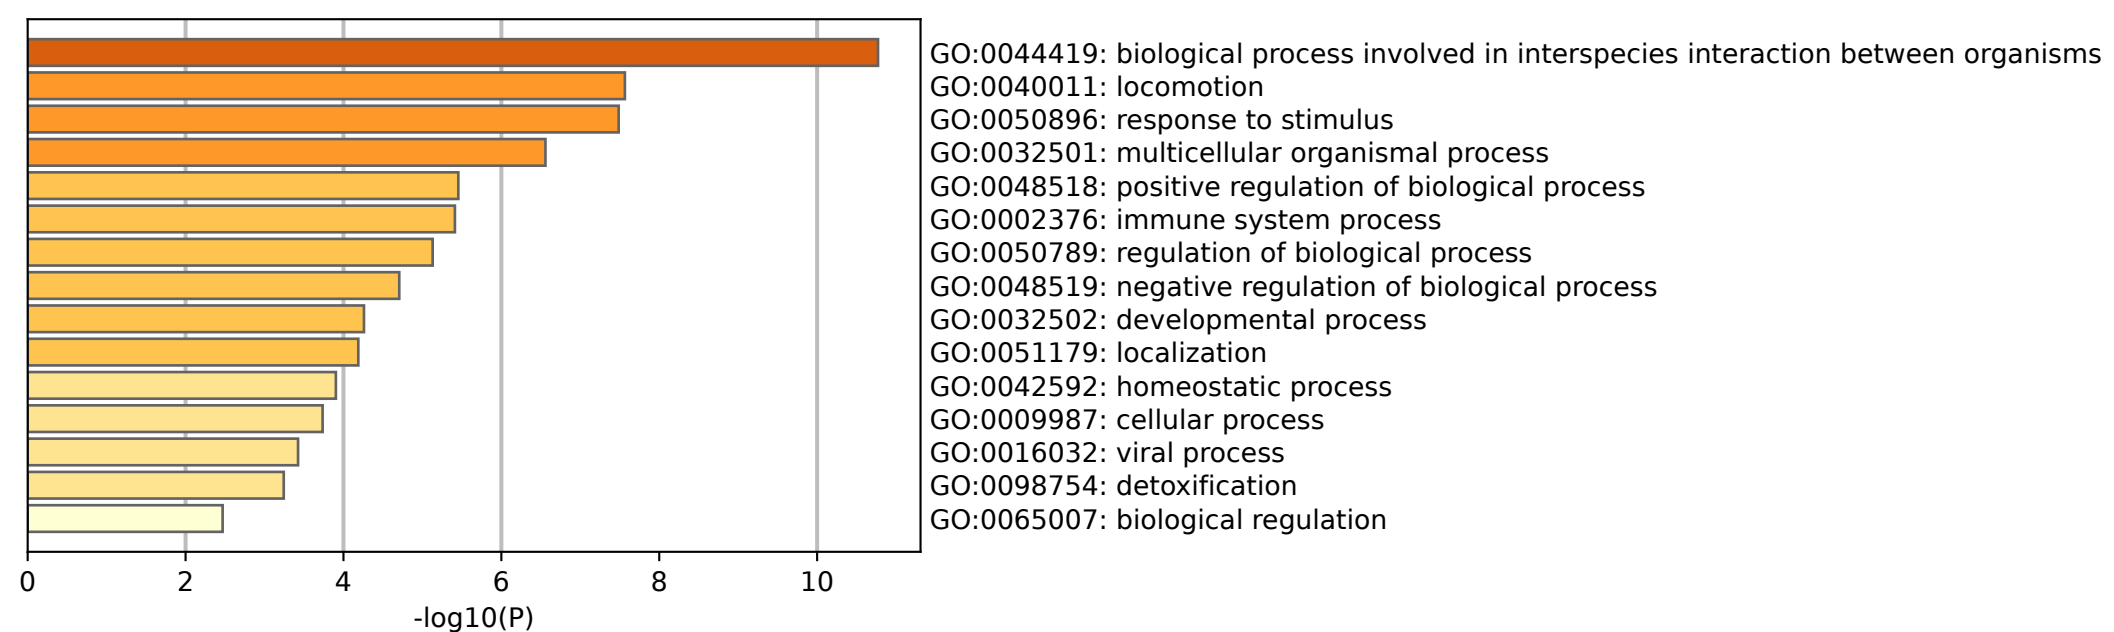 GO:0044419: biological process involved in interspecies interaction between organisms
GO:0040011: locomotion
GO:0050896: response to stimulus
GO:0032501: multicellular organismal process
GO:0048518: positive regulation of biological process
GO:0002376: immune system process
GO:0050789: regulation of biological process
GO:0048519: negative regulation of biological process
GO:0032502: developmental process
GO:0051179: localization
GO:0042592: homeostatic process
GO:0009987: cellular process
GO:0016032: viral process
GO:0098754: detoxification
GO:0065007: biological regulation
0 2 4 6 8 10
-log10(P)